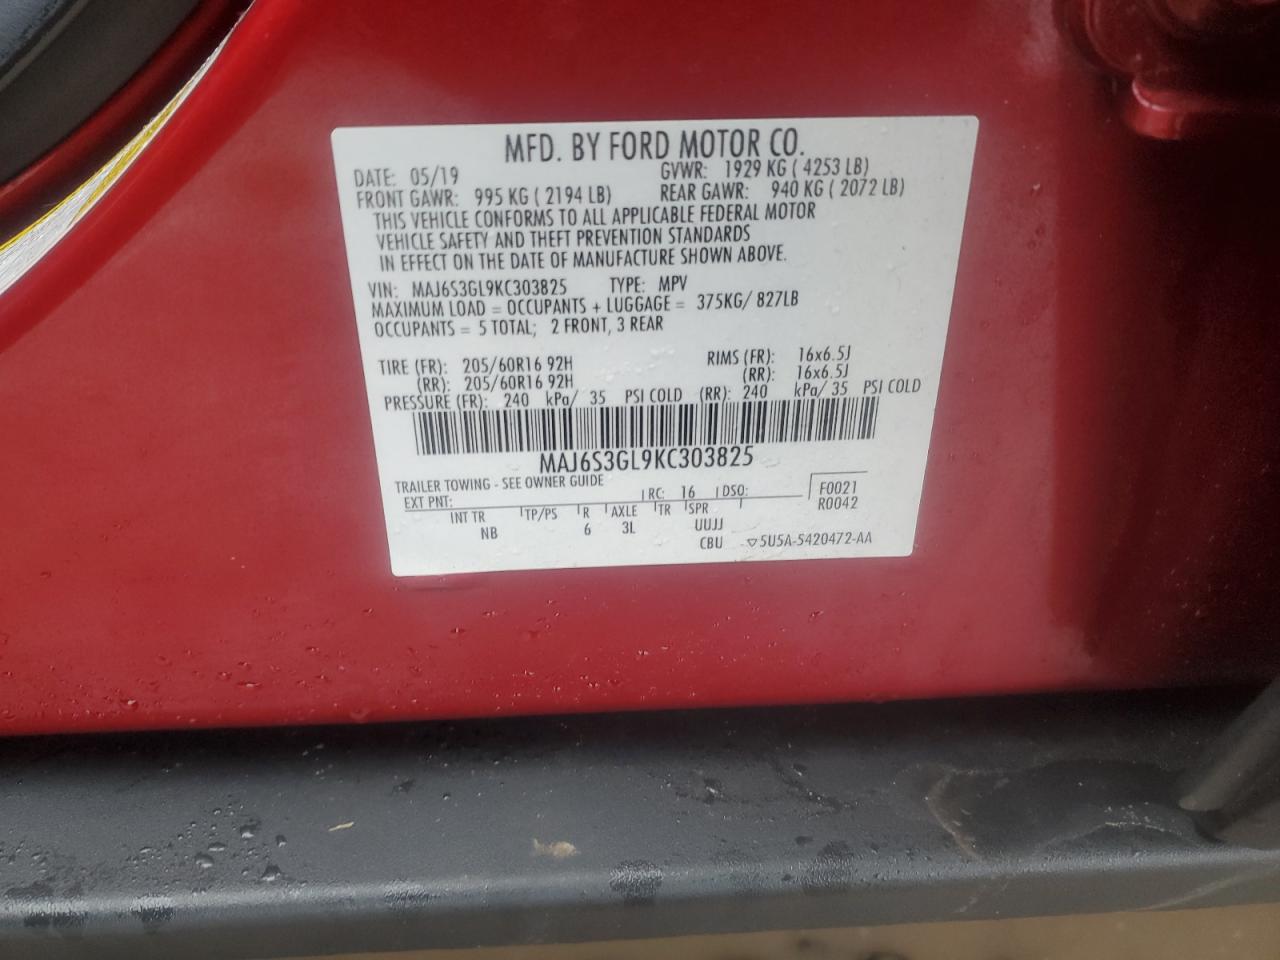 MFD. BY FORD MOTOR CO.
DATE: 05/19 GVWR: 1929 KG ( 4253 LB)
FRONT GAWR: 995 KG ( 2194 LB) REAR GAWR: 940 KG ( 2072 LB)
THIS VEHICLE CONFORMS TO ALL APPLICABLE FEDERAL MOTOR
VEHICLE SAFETY AND THEFT PREVENTION STANDARDS
IN EFFECT ON THE DATE OF MANUFACTURE SHOWN ABOVE.
VIN: MAJ6S3GL9KC303825 TYPE: MPV
MAXIMUM LOAD = OCCUPANTS + LUGGAGE = 375KG/ 827LB
OCCUPANTS = 5 TOTAL; 2 FRONT, 3 REAR
TIRE (FR): 205/60R16 92H RIMS (FR): 16x6.5J
(RR): 205/60R16 92H (RR): 16x6.5J
PRESSURE (FR): 240 kPa/ 35 PSI COLD (RR): 240 kPa/ 35 PSI COLD
MAJ6S3GL9KC303825
TRAILER TOWING - SEE OWNER GUIDE
EXT PNT: RC: 16 DSO: F0021
R0042
INT TR TP/PS R AXLE TR SPR
NB 6 3L UUJJ
CBU ▽5U5A-5420472-AA